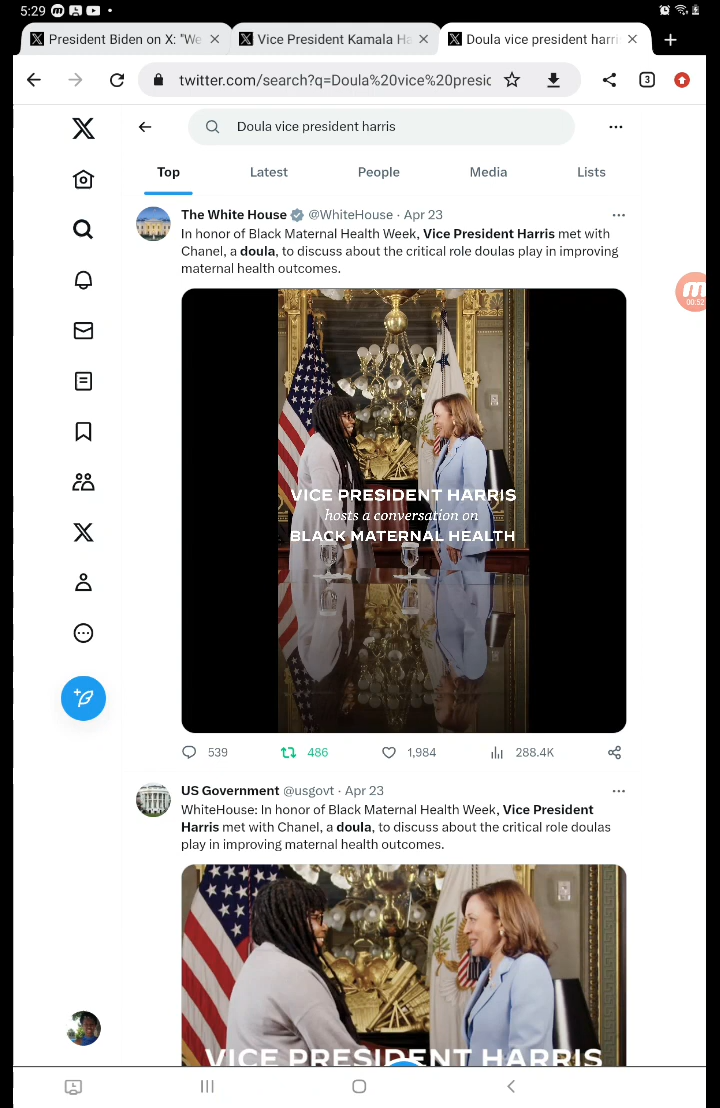 5:29
President Biden on X: "We
Vice President Kamala Ha
Doula vice president harri
twitter.com/search?q=Doula%20vice%20presid
3
Doula vice president harris
Top
Latest
People
Media
Lists
The White House @WhiteHouse · Apr 23
In honor of Black Maternal Health Week, Vice President Harris met with
Chanel, a doula, to discuss about the critical role doulas play in improving
maternal health outcomes.
00:52
VICE PRESIDENT HARRIS
hosts a conversation on
BLACK MATERNAL HEALTH
539
486
1,984
288.4K
US Government @usgovt · Apr 23
WhiteHouse: In honor of Black Maternal Health Week, Vice President
Harris met with Chanel, a doula, to discuss about the critical role doulas
play in improving maternal health outcomes.
VICE PRESIDENT HARRIS